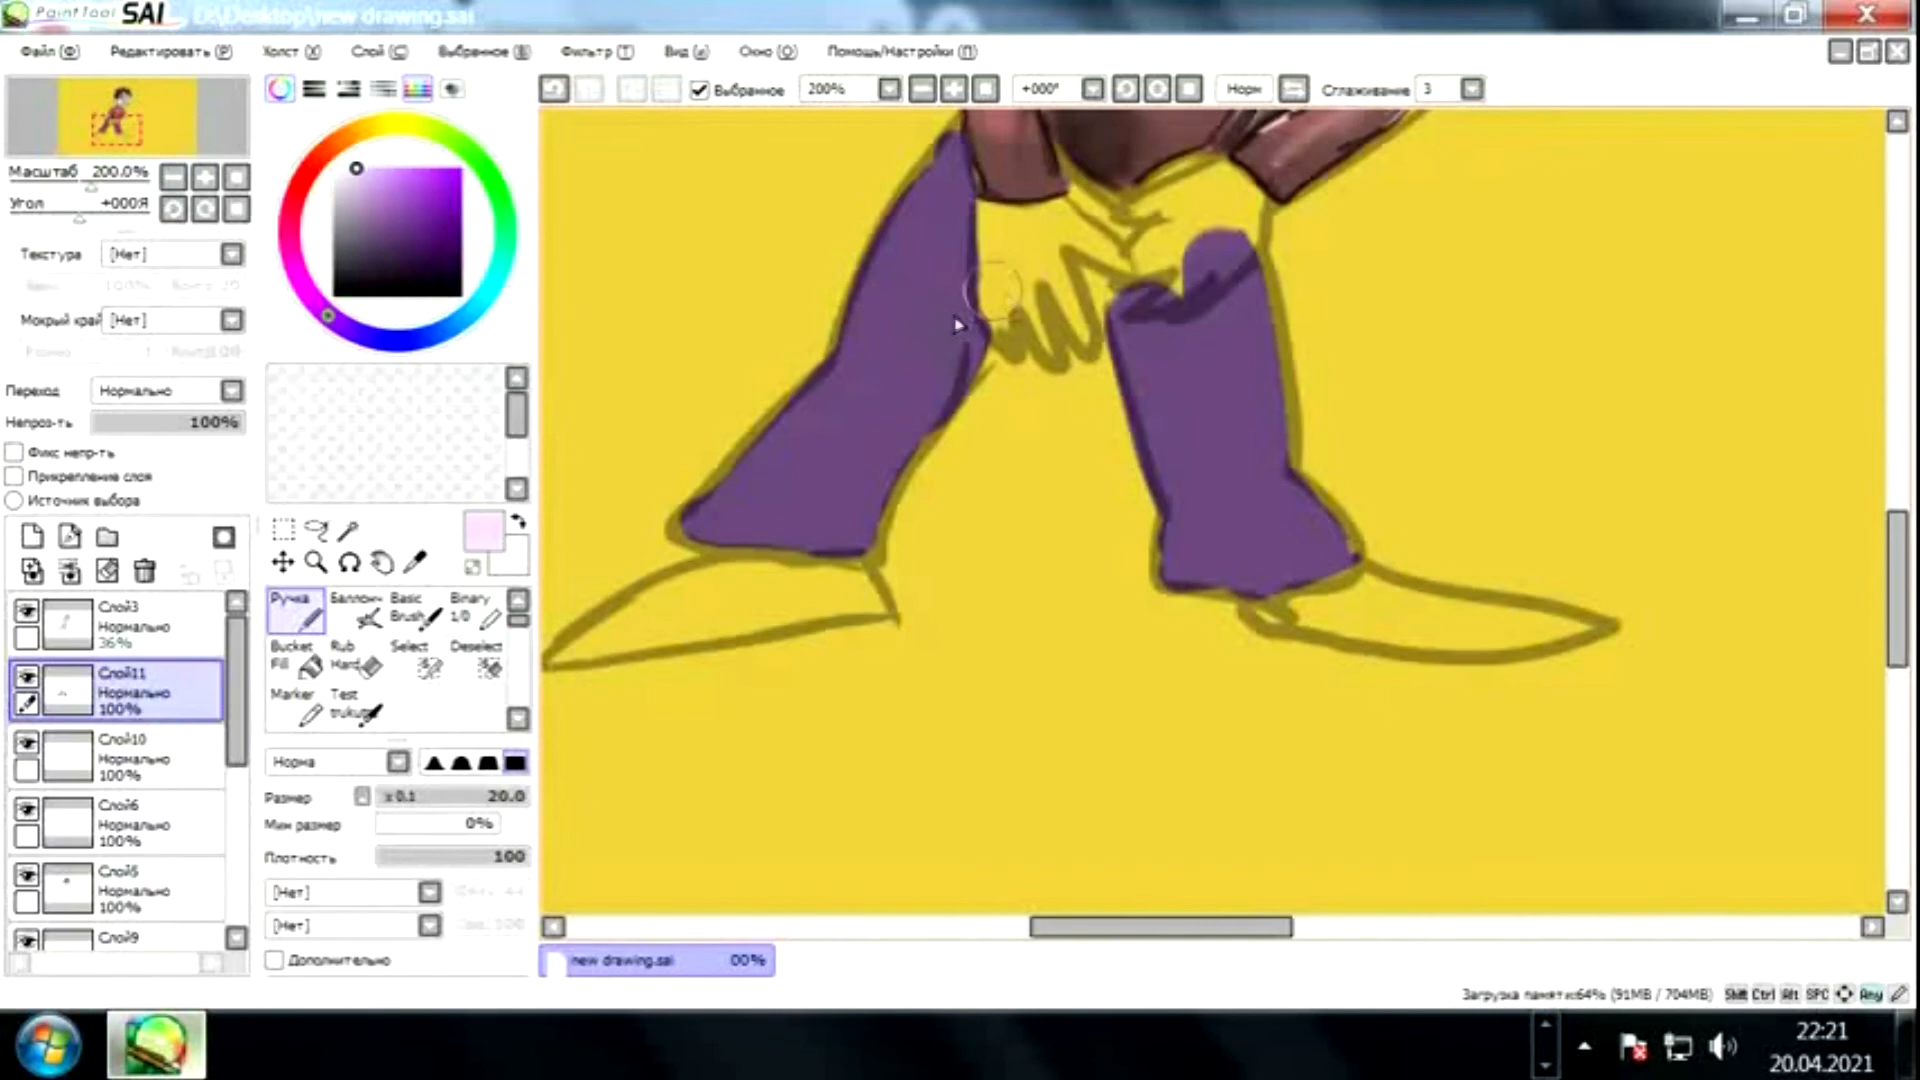 PaintTool SAI D:\Desktop\new drawing.sai
Файл (Ф) Редактировать (Р) Холст (X) Слой (С) Выбранное (В) Фильтр (T) Вид (и) Окно (О) Помощь/Настройки (П)
Выбранное 200% +000° Норм Сглаживание 3
Масштаб 200.0%
Угол +000Я
Текстура [Нет]
Мокрый край [Нет]
Переход Нормально
Непроз-ть 100%
Фикс непр-ть
Прикрепление слоя
Источник выбора
Слой3
Нормально
36%
Слой11
Нормально
100%
Слой10
Нормально
100%
Слой6
Нормально
100%
Слой5
Нормально
100%
Слой9
Ручка Баллонч Basic Brush Binary 1/0
Bucket Fill Rub Hard Select Deselect
Marker Test
Норма
Размер x 0.1 20.0
Мин размер 0%
Плотность 100
[Нет]
[Нет]
Дополнительно
new drawing.sai 00%
Загрузка памяти:64% (91MB / 704MB) Shift Ctrl Alt SPC Any
22:21
20.04.2021